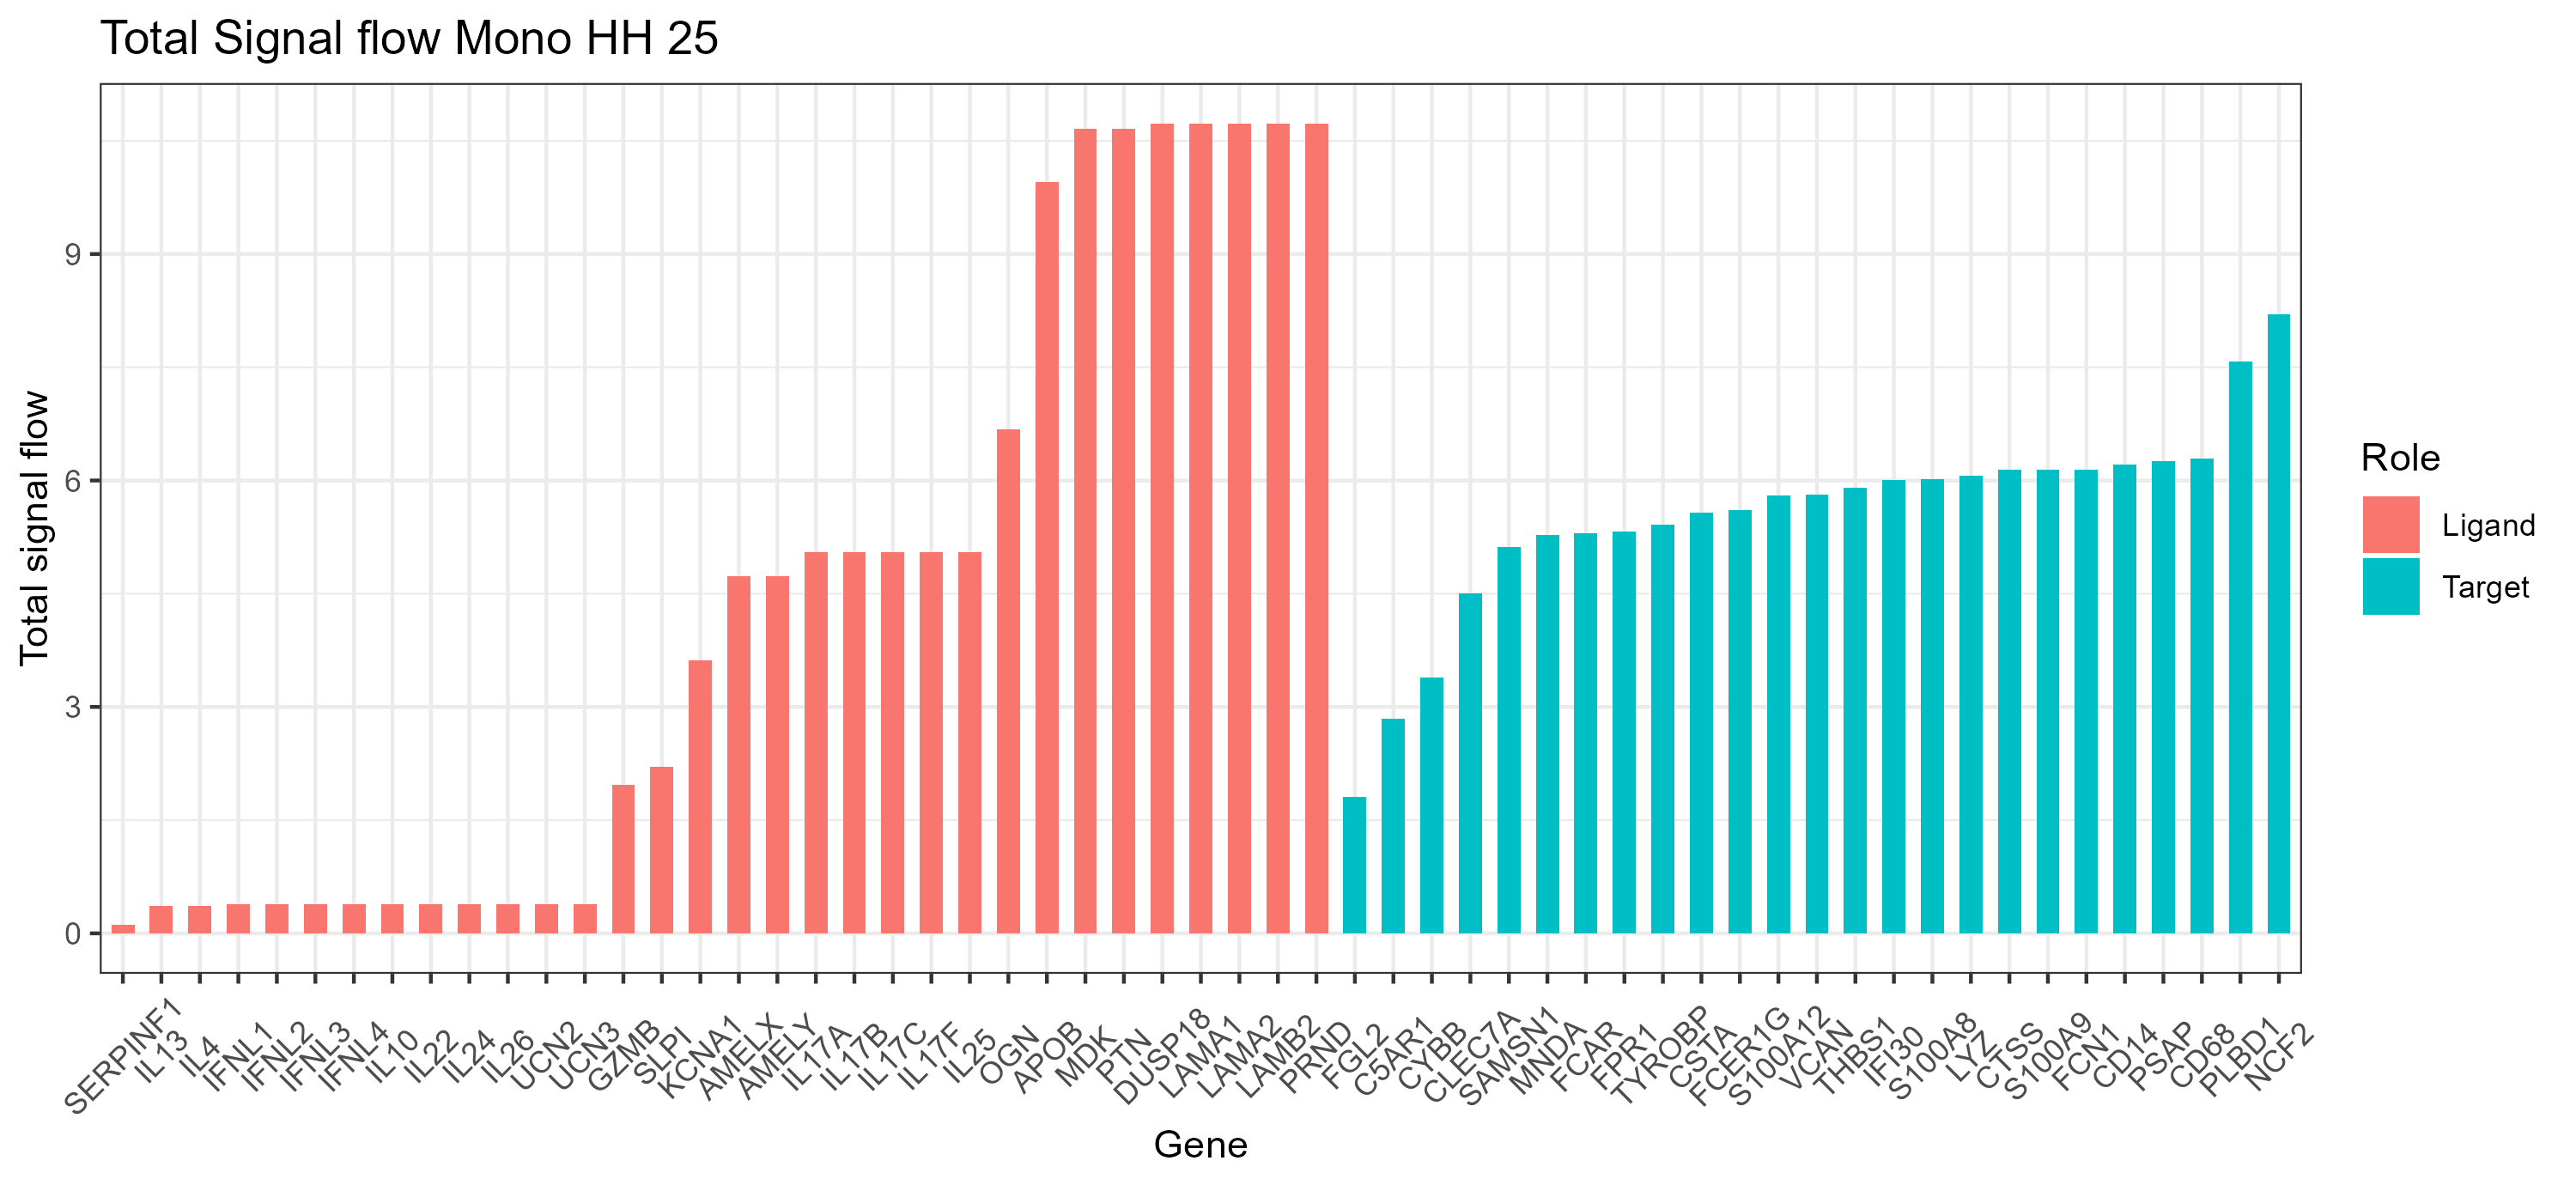 Total Signal flow Mono HH 25
Total signal flow
9
6
3
0
SERPINF1
IL13
IL4
IFNL1
IFNL2
IFNL3
IFNL4
IL10
IL22
IL24
IL26
UCN2
UCN3
GZMB
SLPI
KCNA1
AMELX
AMELY
IL17A
IL17B
IL17C
IL17F
IL25
OGN
APOB
MDK
PTN
DUSP18
LAMA1
LAMA2
LAMB2
PRND
FGL2
C5AR1
CYBB
CLEC7A
SAMSN1
MNDA
FCAR
FPR1
TYROBP
CSTA
FCER1G
S100A12
VCAN
THBS1
IFI30
S100A8
LYZ
CTSS
S100A9
FCN1
CD14
PSAP
CD68
PLBD1
NCF2
Gene
Role
Ligand
Target